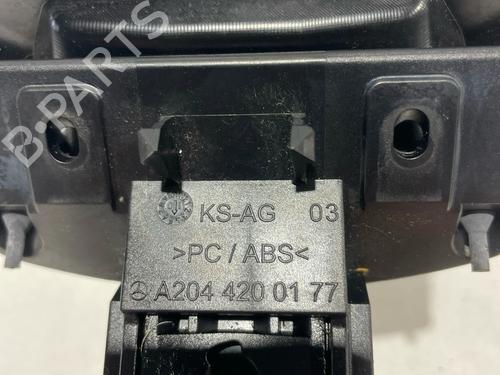 B-PARTS
KS-AG 03
>PC / ABS<
A204 420 01 77